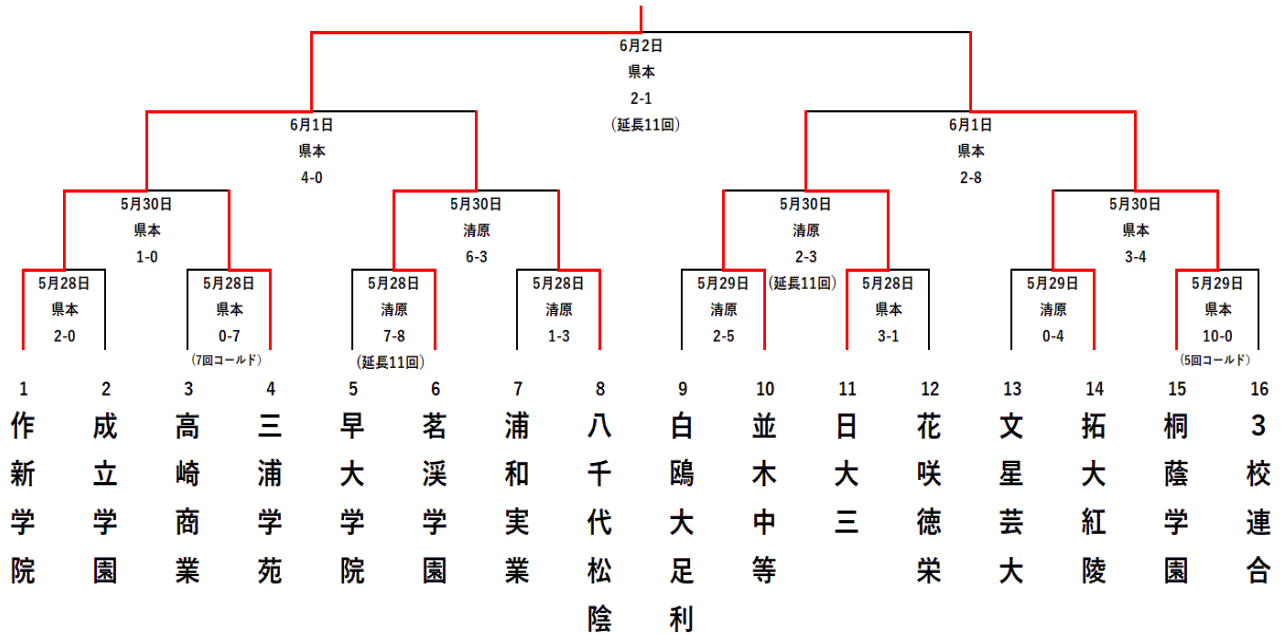 6月2日
県本
2-1
(延長11回)
6月1日
県本
4-0
6月1日
県本
2-8
5月30日
県本
1-0
5月30日
清原
6-3
5月30日
清原
2-3
(延長11回)
5月30日
県本
3-4
5月28日
県本
2-0
5月28日
県本
0-7
(7回コールド)
5月28日
清原
7-8
(延長11回)
5月28日
清原
1-3
5月29日
清原
2-5
5月28日
県本
3-1
5月29日
清原
0-4
5月29日
県本
10-0
(5回コールド)
1
作新学院
2
成立学園
3
高崎商業
4
三浦学苑
5
早大学院
6
茗渓学園
7
浦和実業
8
八千代松陰
9
白鴎大足利
10
並木中等
11
日大三
12
花咲徳栄
13
文星芸大
14
拓大紅陵
15
桐蔭学園
16
３校連合